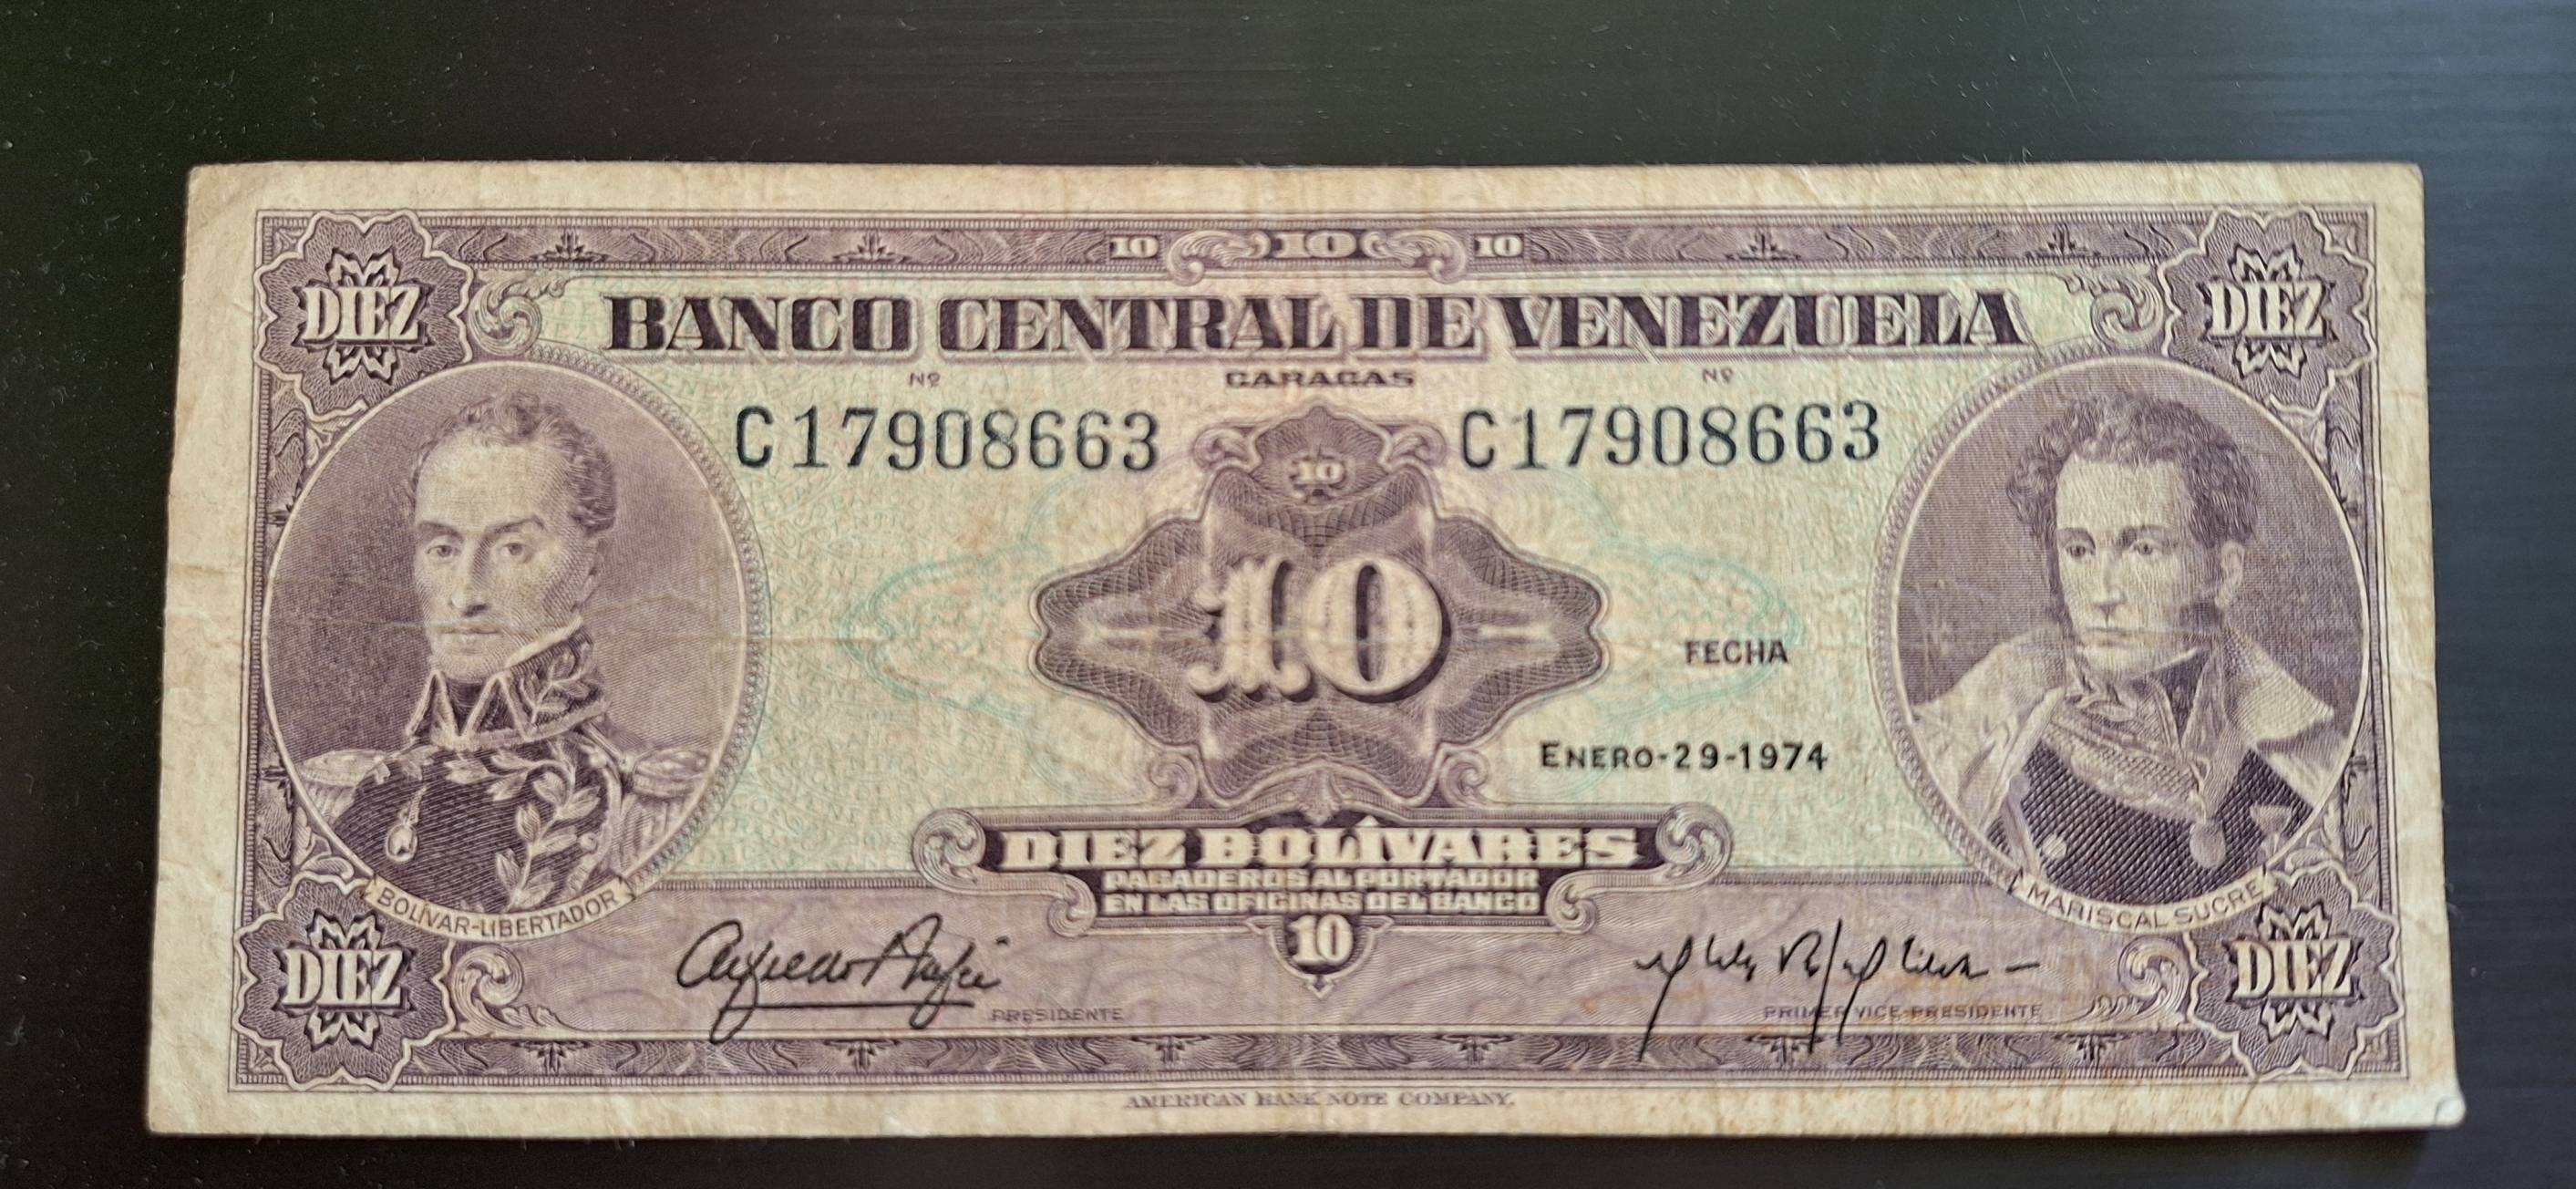 10 10 10
DIEZ DIEZ
BANCO CENTRAL DE VENEZUELA
Nº CARACAS Nº
C17908663 C17908663
10
10
FECHA
ENERO-29-1974
DIEZ BOLÍVARES
PAGADEROS AL PORTADOR
EN LAS OFICINAS DEL BANCO
10
BOLÍVAR-LIBERTADOR
MARISCAL SUCRE
DIEZ DIEZ
PRESIDENTE PRIMER VICE-PRESIDENTE
AMERICAN BANK NOTE COMPANY.